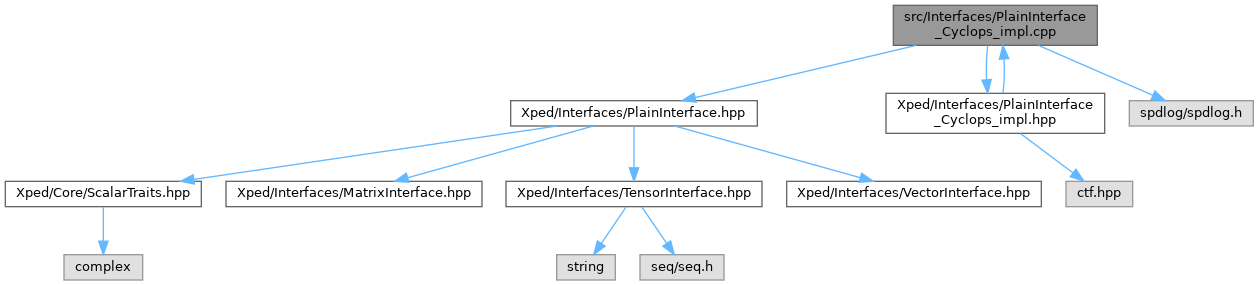 src/Interfaces/PlainInterface
_Cyclops_impl.cpp
Xped/Interfaces/PlainInterface.hpp
Xped/Interfaces/PlainInterface
_Cyclops_impl.hpp
spdlog/spdlog.h
Xped/Core/ScalarTraits.hpp
Xped/Interfaces/MatrixInterface.hpp
Xped/Interfaces/TensorInterface.hpp
Xped/Interfaces/VectorInterface.hpp
ctf.hpp
complex
string
seq/seq.h